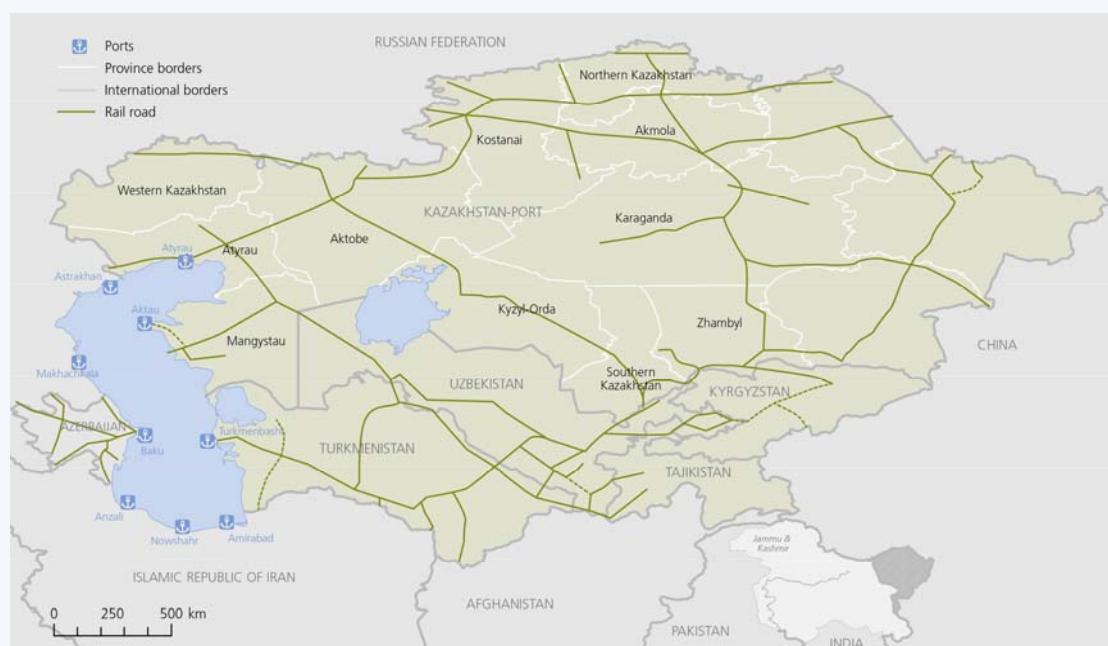 RUSSIAN FEDERATION
Ports
Province borders
International borders
Rail road
Northern Kazakhstan
Akmola
Kostanai
Western Kazakhstan
KAZAKHSTAN-PORT
Karaganda
Aktobe
Atyrau
Atyrau
Astrakhan
Aktau
Kyzyl-Orda
Zhambyl
Mangystau
CHINA
Makhachkala
Southern
Kazakhstan
UZBEKISTAN
KYRGYZSTAN
AZERBAIJAN
Baku
Turkmenbashi
TURKMENISTAN
TAJIKISTAN
Anzali
Nowshahr
Amirabad
Jammu &
Kashmir
ISLAMIC REPUBLIC OF IRAN
AFGHANISTAN
PAKISTAN
INDIA
0 250 500 km